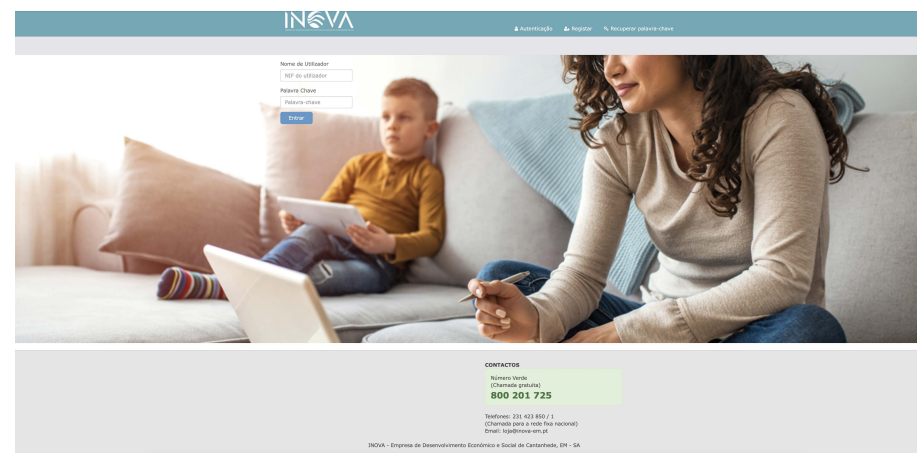 INOVA
Autenticação
Registar
Recuperar palavra-chave
Nome de Utilizador
NIF do utilizador
Palavra Chave
Palavra-chave
Entrar
CONTACTOS
Número Verde
(Chamada gratuita)
800 201 725
Telefones: 231 423 850 / 1
(Chamada para a rede fixa nacional)
Email: loja@inova-em.pt
INOVA - Empresa de Desenvolvimento Económico e Social de Cantanhede, EM - SA